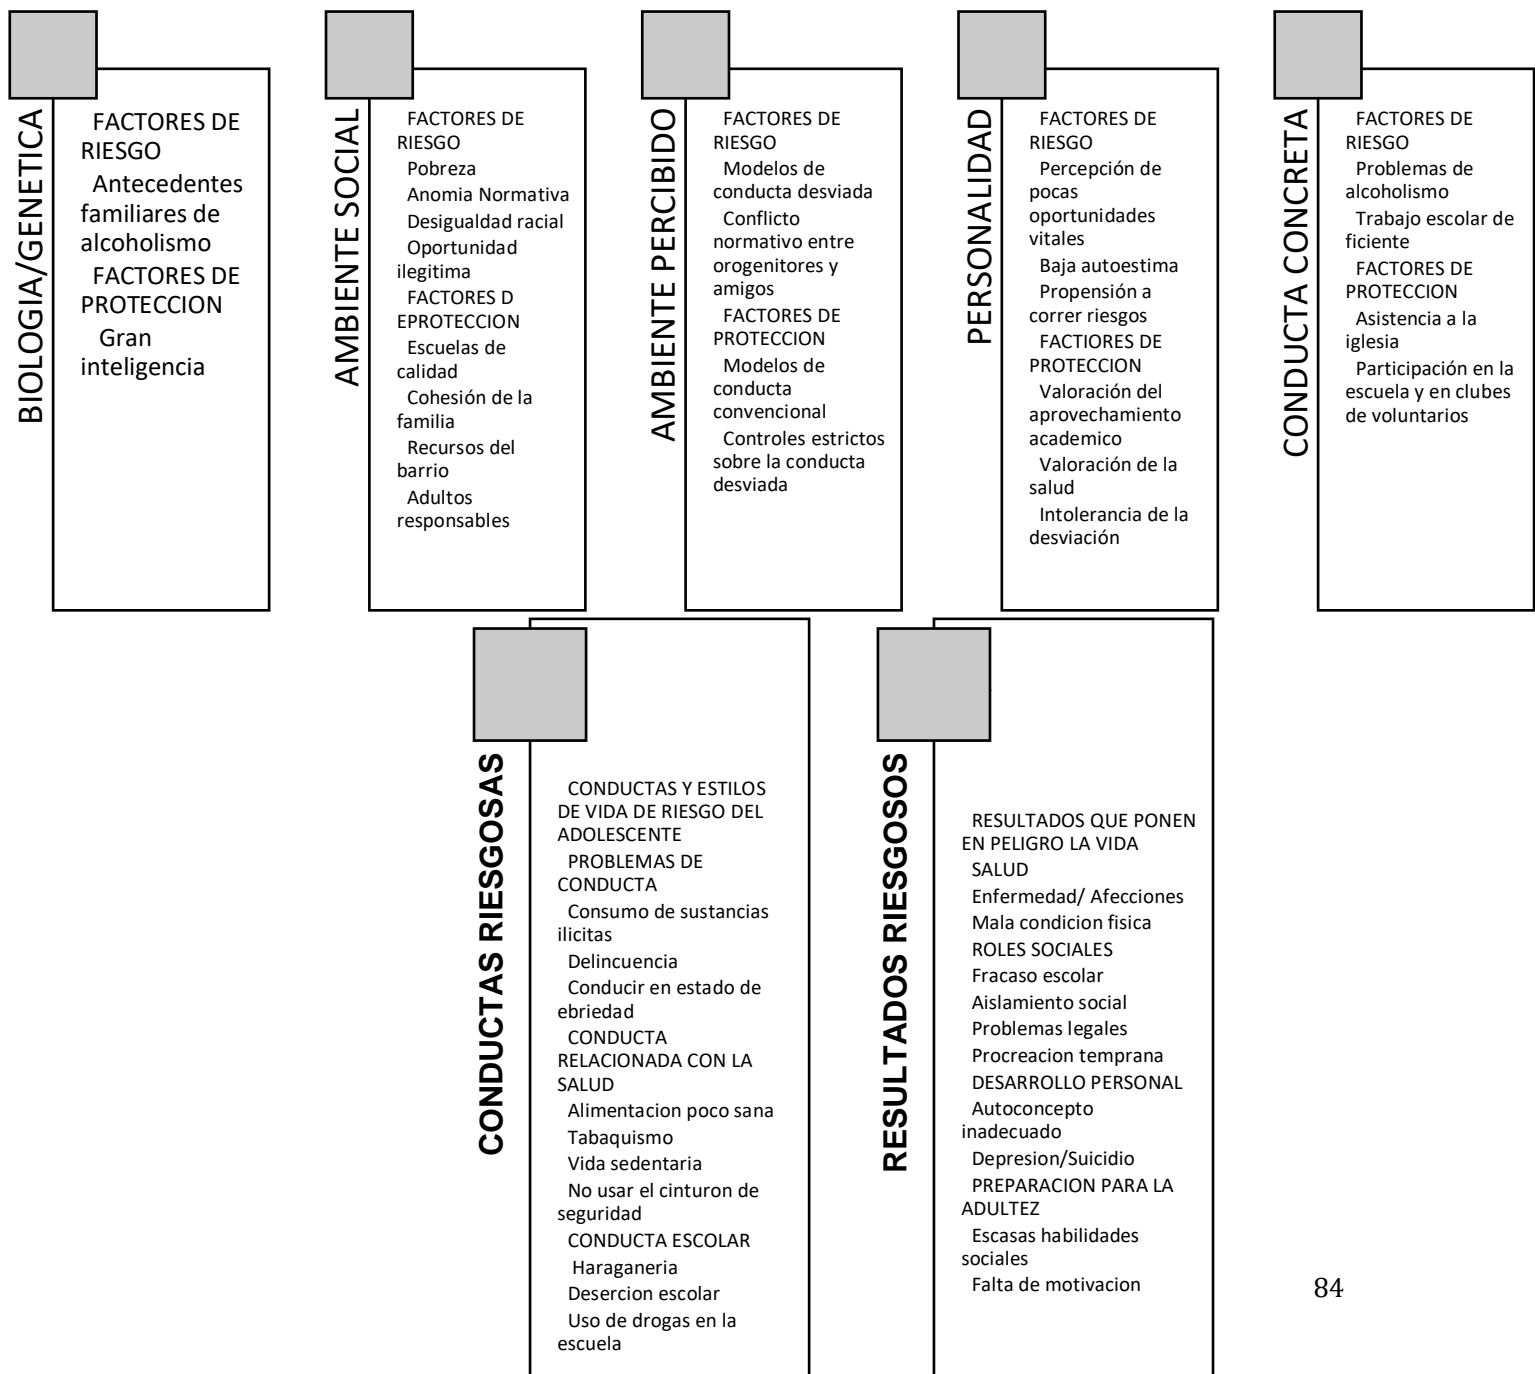 BIOLOGIA/GENETICA
FACTORES DE
RIESGO
Antecedentes
familiares de
alcoholismo
FACTORES DE
PROTECCION
Gran
inteligencia
AMBIENTE SOCIAL
FACTORES DE
RIESGO
Pobreza
Anomia Normativa
Desigualdad racial
Oportunidad
ilegitima
FACTORES D
EPROTECCION
Escuelas de
calidad
Cohesión de la
familia
Recursos del
barrio
Adultos
responsables
AMBIENTE PERCIBIDO
FACTORES DE
RIESGO
Modelos de
conducta desviada
Conflicto
normativo entre
orogenitores y
amigos
FACTORES DE
PROTECCION
Modelos de
conducta
convencional
Controles estrictos
sobre la conducta
desviada
PERSONALIDAD
FACTORES DE
RIESGO
Percepción de
pocas
oportunidades
vitales
Baja autoestima
Propensión a
correr riesgos
FACTIORES DE
PROTECCION
Valoración del
aprovechamiento
academico
Valoración de la
salud
Intolerancia de la
desviación
CONDUCTA CONCRETA
FACTORES DE
RIESGO
Problemas de
alcoholismo
Trabajo escolar de
ficiente
FACTORES DE
PROTECCION
Asistencia a la
iglesia
Participación en la
escuela y en clubes
de voluntarios
CONDUCTAS RIESGOSAS
CONDUCTAS Y ESTILOS
DE VIDA DE RIESGO DEL
ADOLESCENTE
PROBLEMAS DE
CONDUCTA
Consumo de sustancias
ilicitas
Delincuencia
Conducir en estado de
ebriedad
CONDUCTA
RELACIONADA CON LA
SALUD
Alimentacion poco sana
Tabaquismo
Vida sedentaria
No usar el cinturon de
seguridad
CONDUCTA ESCOLAR
Haraganeria
Desercion escolar
Uso de drogas en la
escuela
RESULTADOS RIESGOSOS
RESULTADOS QUE PONEN
EN PELIGRO LA VIDA
SALUD
Enfermedad/ Afecciones
Mala condicion fisica
ROLES SOCIALES
Fracaso escolar
Aislamiento social
Problemas legales
Procreacion temprana
DESARROLLO PERSONAL
Autoconcepto
inadecuado
Depresion/Suicidio
PREPARACION PARA LA
ADULTEZ
Escasas habilidades
sociales
Falta de motivacion
84